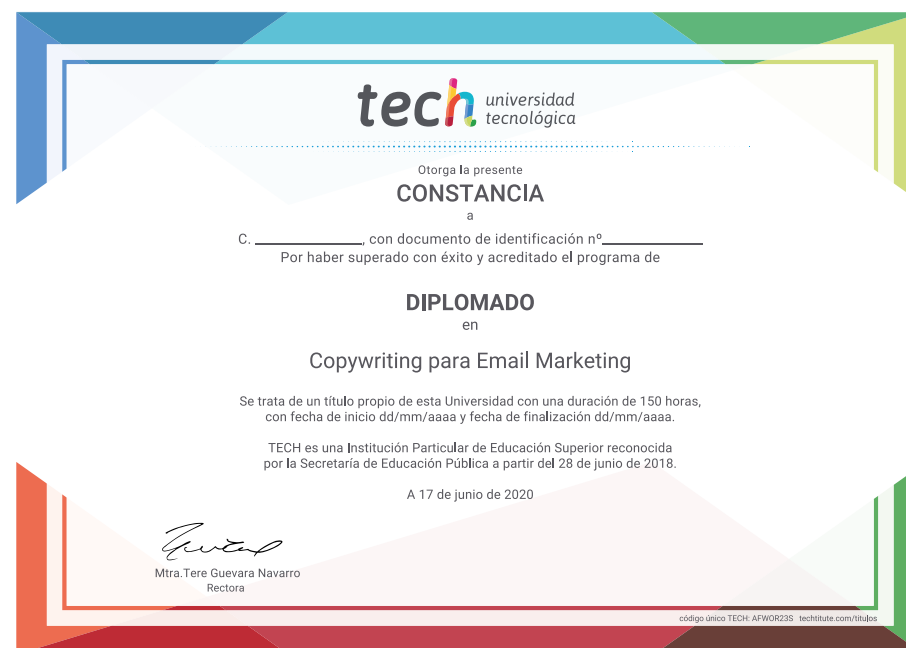 tech universidad
tecnológica
Otorga la presente
CONSTANCIA
a
C. ______________, con documento de identificación nº_____________
Por haber superado con éxito y acreditado el programa de
DIPLOMADO
en
Copywriting para Email Marketing
Se trata de un título propio de esta Universidad con una duración de 150 horas,
con fecha de inicio dd/mm/aaaa y fecha de finalización dd/mm/aaaa.
TECH es una Institución Particular de Educación Superior reconocida
por la Secretaría de Educación Pública a partir del 28 de junio de 2018.
A 17 de junio de 2020
Mtra.Tere Guevara Navarro
Rectora
código único TECH: AFWOR23S techtitute.com/titulos